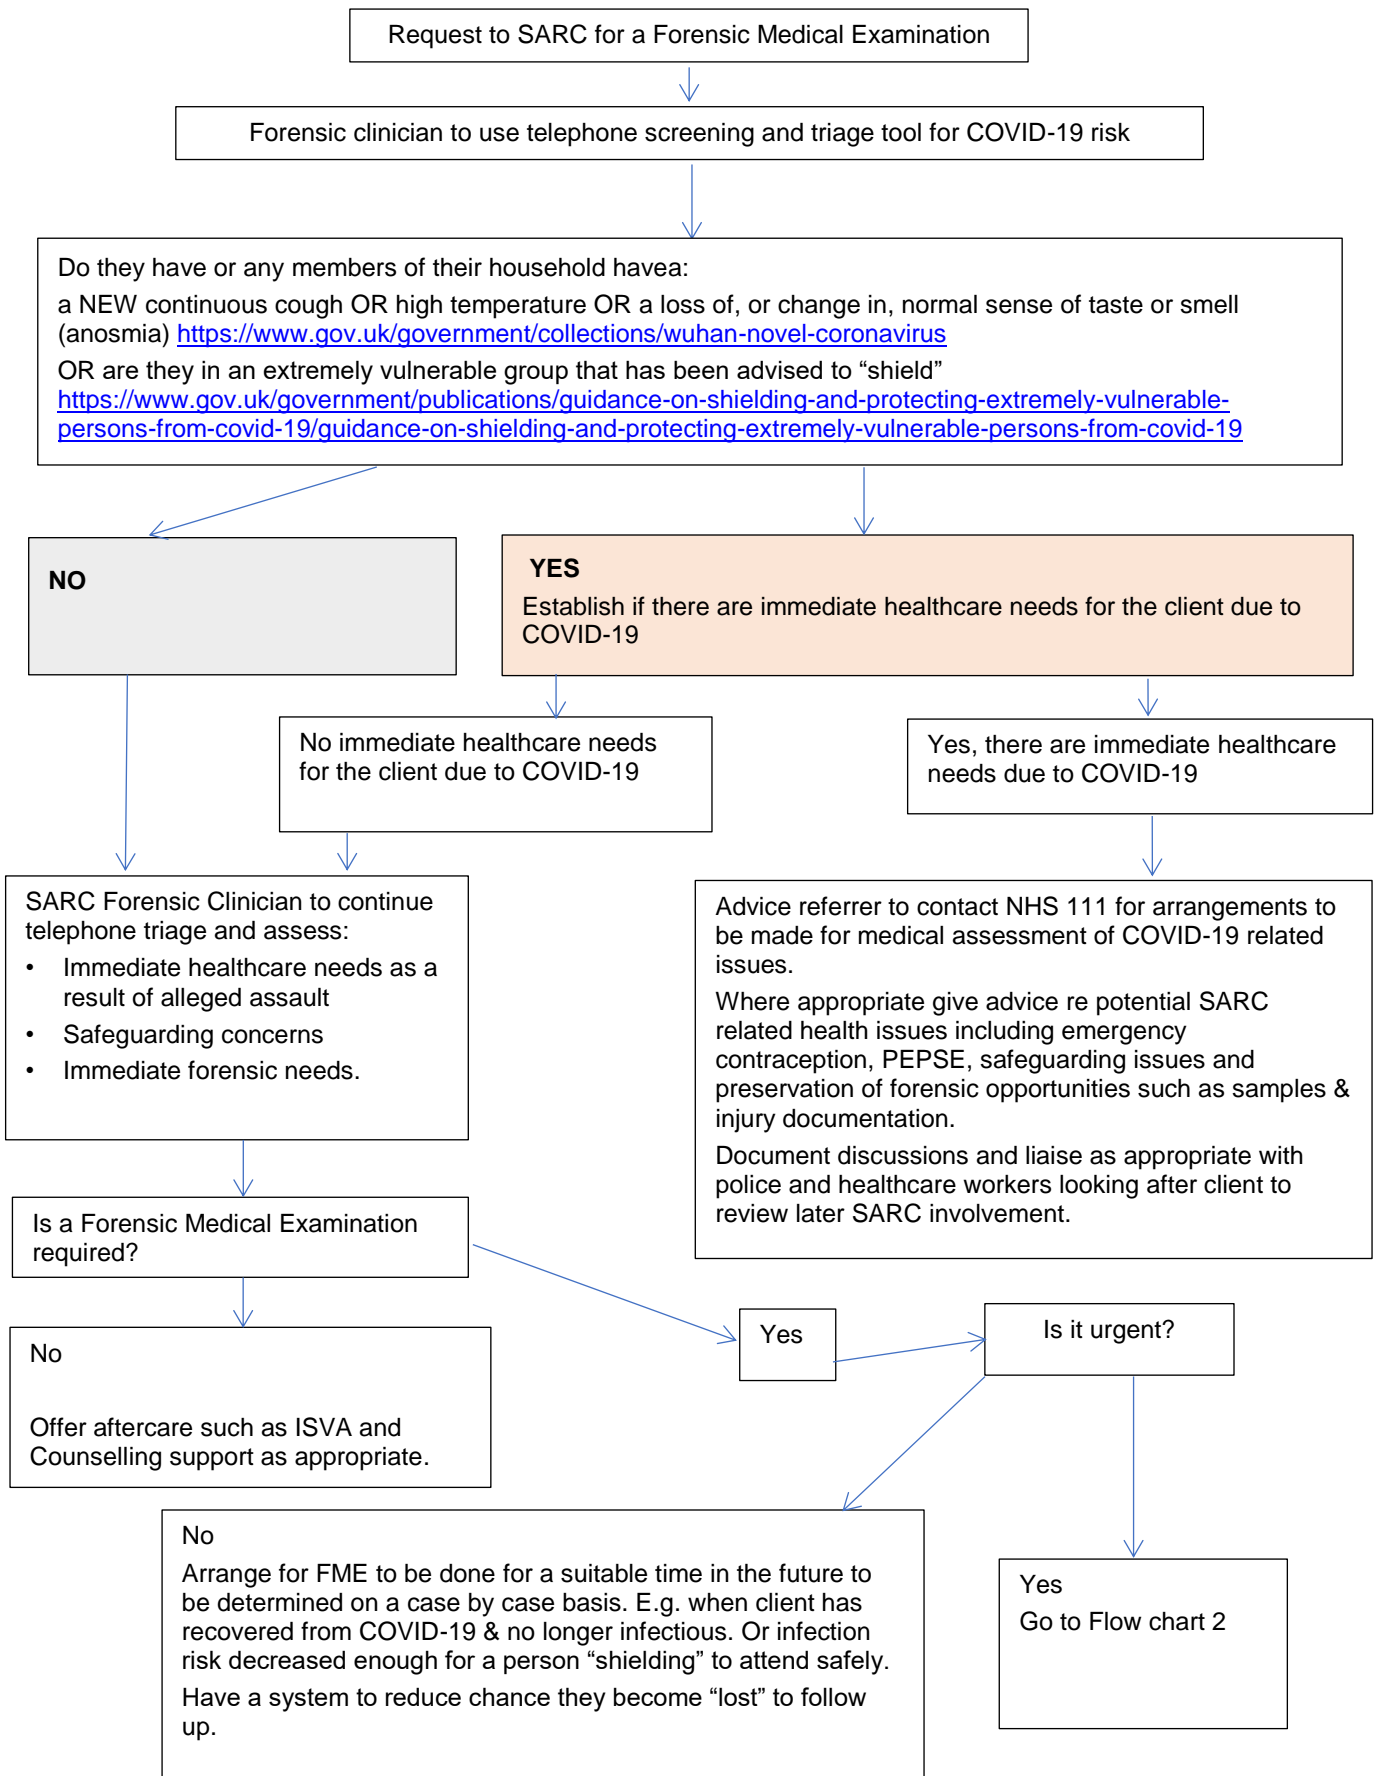 Request to SARC for a Forensic Medical Examination
Forensic clinician to use telephone screening and triage tool for COVID-19 risk
Do they have or any members of their household havea:
a NEW continuous cough OR high temperature OR a loss of, or change in, normal sense of taste or smell
(anosmia) https://www.gov.uk/government/collections/wuhan-novel-coronavirus
OR are they in an extremely vulnerable group that has been advised to “shield”
https://www.gov.uk/government/publications/guidance-on-shielding-and-protecting-extremely-vulnerable-
persons-from-covid-19/guidance-on-shielding-and-protecting-extremely-vulnerable-persons-from-covid-19
NO
YES
Establish if there are immediate healthcare needs for the client due to
COVID-19
No immediate healthcare needs
for the client due to COVID-19
Yes, there are immediate healthcare
needs due to COVID-19
SARC Forensic Clinician to continue
telephone triage and assess:
• Immediate healthcare needs as a
result of alleged assault
• Safeguarding concerns
• Immediate forensic needs.
Advice referrer to contact NHS 111 for arrangements to
be made for medical assessment of COVID-19 related
issues.
Where appropriate give advice re potential SARC
related health issues including emergency
contraception, PEPSE, safeguarding issues and
preservation of forensic opportunities such as samples &
injury documentation.
Document discussions and liaise as appropriate with
police and healthcare workers looking after client to
review later SARC involvement.
Is a Forensic Medical Examination
required?
Yes
Is it urgent?
No
Offer aftercare such as ISVA and
Counselling support as appropriate.
No
Arrange for FME to be done for a suitable time in the future to
be determined on a case by case basis. E.g. when client has
recovered from COVID-19 & no longer infectious. Or infection
risk decreased enough for a person “shielding” to attend safely.
Have a system to reduce chance they become “lost” to follow
up.
Yes
Go to Flow chart 2